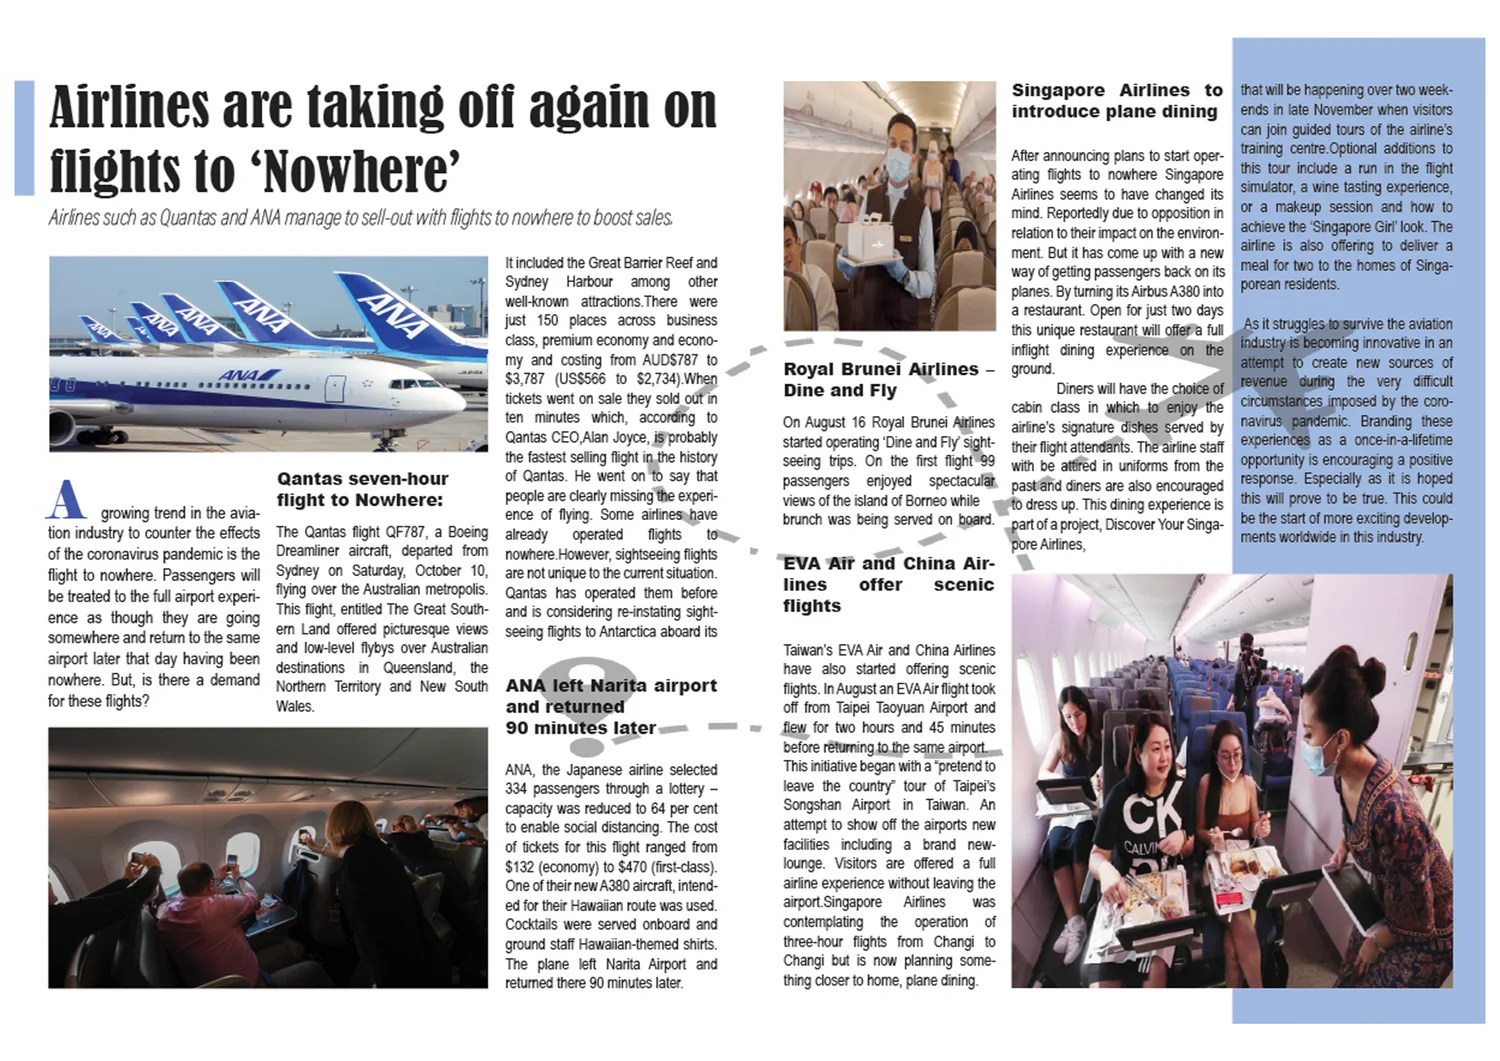 Airlines are taking off again on
flights to ‘Nowhere’
Airlines such as Quantas and ANA manage to sell-out with flights to nowhere to boost sales.
ANA
ANA
ANA
ANA
ANA
ANA
A growing trend in the avia-
tion industry to counter the effects
of the coronavirus pandemic is the
flight to nowhere. Passengers will
be treated to the full airport experi-
ence as though they are going
somewhere and return to the same
airport later that day having been
nowhere. But, is there a demand
for these flights?
Qantas seven-hour
flight to Nowhere:
The Qantas flight QF787, a Boeing
Dreamliner aircraft, departed from
Sydney on Saturday, October 10,
flying over the Australian metropolis.
This flight, entitled The Great South-
ern Land offered picturesque views
and low-level flybys over Australian
destinations in Queensland, the
Northern Territory and New South
Wales.
It included the Great Barrier Reef and
Sydney Harbour among other
well-known attractions.There were
just 150 places across business
class, premium economy and econo-
my and costing from AUD$787 to
$3,787 (US$566 to $2,734).When
tickets went on sale they sold out in
ten minutes which, according to
Qantas CEO,Alan Joyce, is probably
the fastest selling flight in the history
of Qantas. He went on to say that
people are clearly missing the experi-
ence of flying. Some airlines have
already operated flights to
nowhere.However, sightseeing flights
are not unique to the current situation.
Qantas has operated them before
and is considering re-instating sight-
seeing flights to Antarctica aboard its
ANA left Narita airport
and returned
90 minutes later
ANA, the Japanese airline selected
334 passengers through a lottery –
capacity was reduced to 64 per cent
to enable social distancing. The cost
of tickets for this flight ranged from
$132 (economy) to $470 (first-class).
One of their new A380 aircraft, intend-
ed for their Hawaiian route was used.
Cocktails were served onboard and
ground staff Hawaiian-themed shirts.
The plane left Narita Airport and
returned there 90 minutes later.
Royal Brunei Airlines –
Dine and Fly
On August 16 Royal Brunei Airlines
started operating ‘Dine and Fly’ sight-
seeing trips. On the first flight 99
passengers enjoyed spectacular
views of the island of Borneo while
brunch was being served on board.
EVA Air and China Air-
lines offer scenic
flights
Taiwan’s EVA Air and China Airlines
have also started offering scenic
flights. In August an EVA Air flight took
off from Taipei Taoyuan Airport and
flew for two hours and 45 minutes
before returning to the same airport.
This initiative began with a “pretend to
leave the country” tour of Taipei’s
Songshan Airport in Taiwan. An
attempt to show off the airports new
facilities including a brand new-
lounge. Visitors are offered a full
airline experience without leaving the
airport.Singapore Airlines was
contemplating the operation of
three-hour flights from Changi to
Changi but is now planning some-
thing closer to home, plane dining.
Singapore Airlines to
introduce plane dining
After announcing plans to start oper-
ating flights to nowhere Singapore
Airlines seems to have changed its
mind. Reportedly due to opposition in
relation to their impact on the environ-
ment. But it has come up with a new
way of getting passengers back on its
planes. By turning its Airbus A380 into
a restaurant. Open for just two days
this unique restaurant will offer a full
inflight dining experience on the
ground.
Diners will have the choice of
cabin class in which to enjoy the
airline’s signature dishes served by
their flight attendants. The airline staff
with be attired in uniforms from the
past and diners are also encouraged
to dress up. This dining experience is
part of a project, Discover Your Singa-
pore Airlines,
that will be happening over two week-
ends in late November when visitors
can join guided tours of the airline’s
training centre.Optional additions to
this tour include a run in the flight
simulator, a wine tasting experience,
or a makeup session and how to
achieve the ‘Singapore Girl’ look. The
airline is also offering to deliver a
meal for two to the homes of Singa-
porean residents.
As it struggles to survive the aviation
industry is becoming innovative in an
attempt to create new sources of
revenue during the very difficult
circumstances imposed by the coro-
navirus pandemic. Branding these
experiences as a once-in-a-lifetime
opportunity is encouraging a positive
response. Especially as it is hoped
this will prove to be true. This could
be the start of more exciting develop-
ments worldwide in this industry.
CK